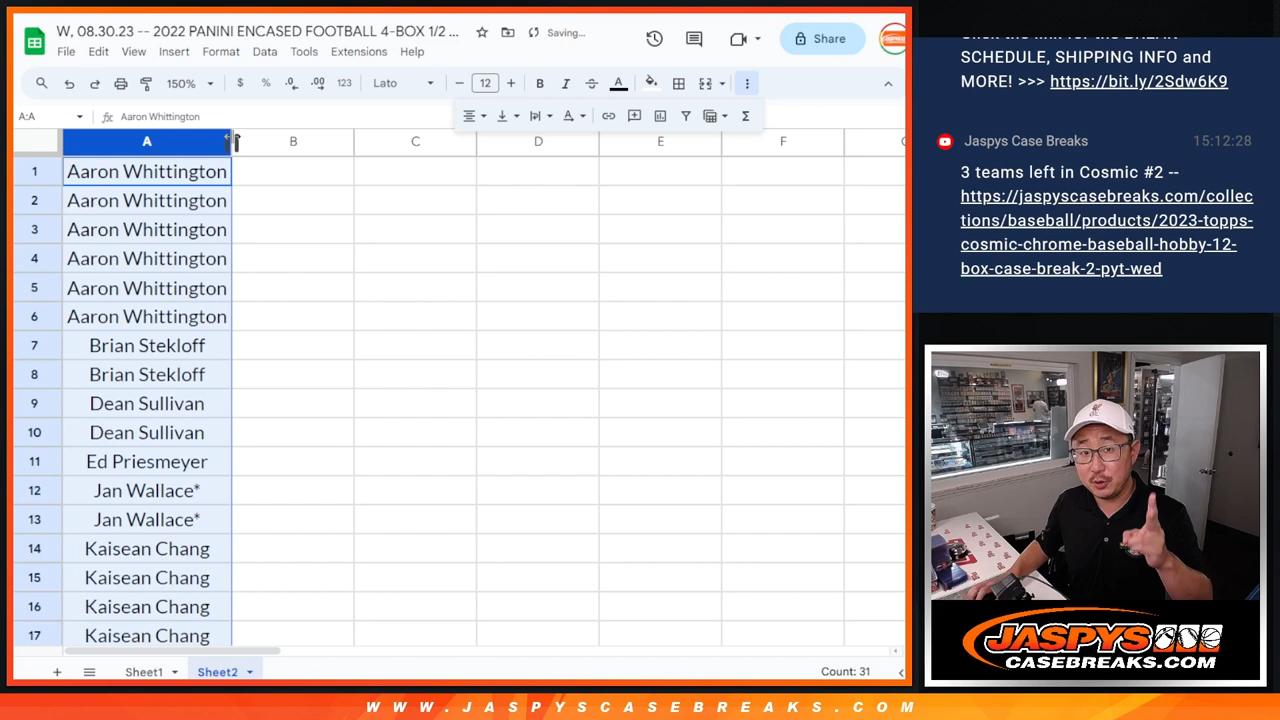 W, 08.30.23 -- 2022 PANINI ENCASED FOOTBALL 4-BOX 1/2 ...
Saving...
Share
File Edit View Insert Format Data Tools Extensions Help
150% $ % .0 .00 123 Lato 12 B I A
A:A fx Aaron Whittington
A B C D E F
1 Aaron Whittington
2 Aaron Whittington
3 Aaron Whittington
4 Aaron Whittington
5 Aaron Whittington
6 Aaron Whittington
7 Brian Stekloff
8 Brian Stekloff
9 Dean Sullivan
10 Dean Sullivan
11 Ed Priesmeyer
12 Jan Wallace*
13 Jan Wallace*
14 Kaisean Chang
15 Kaisean Chang
16 Kaisean Chang
17 Kaisean Chang
Sheet1 Sheet2 Count: 31
SCHEDULE, SHIPPING INFO and
MORE! >>> https://bit.ly/2Sdw6K9
Jaspys Case Breaks 15:12:28
3 teams left in Cosmic #2 --
https://jaspyscasebreaks.com/collec
tions/baseball/products/2023-topps-
cosmic-chrome-baseball-hobby-12-
box-case-break-2-pyt-wed
JASPYS
CASEBREAKS.COM
WWW.JASPYSCASEBREAKS.COM